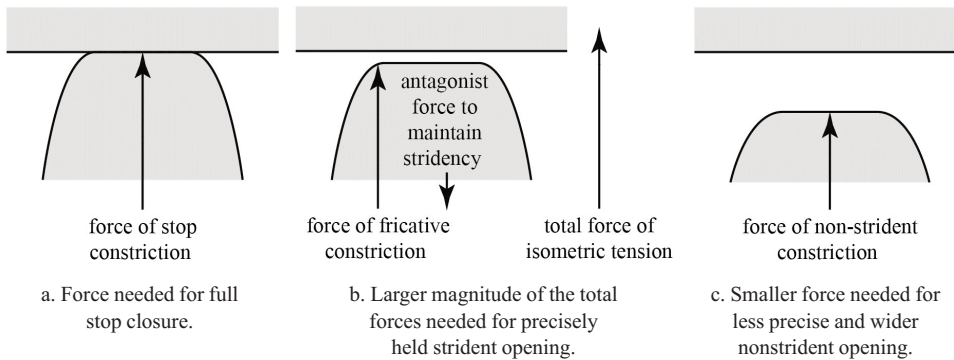 antagonist
force to
maintain
stridency
force of stop
constriction
force of fricative
constriction
total force of
isometric tension
force of non-strident
constriction
a. Force needed for full
stop closure.
b. Larger magnitude of the total
forces needed for precisely
held strident opening.
c. Smaller force needed for
less precise and wider
nonstrident opening.